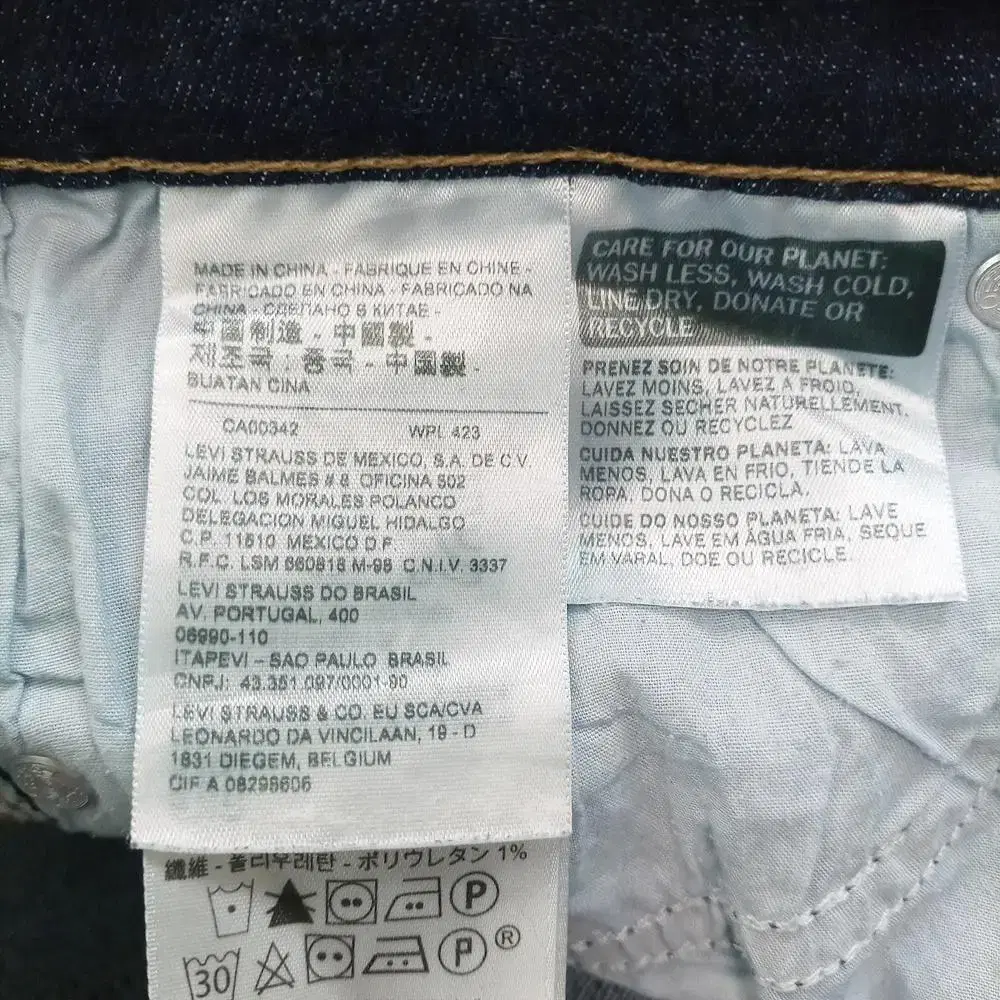 MADE IN CHINA - FABRIQUE EN CHINE -
FABRICADO EN CHINA - FABRICADO NA
CHINA - СДЕЛАНО В КИТАЕ -
中国制造 - 中國製 -
제조국 : 중국 - 中國製 -
BUATAN CINA
CA00342 WPL 423
LEVI STRAUSS DE MEXICO, S.A. DE C.V.
JAIME BALMES # 8 OFICINA 502
COL. LOS MORALES POLANCO
DELEGACION MIGUEL HIDALGO
C.P. 11510 MEXICO D.F
R.F.C. LSM 860818 M-98 C.N.I.V. 3337
LEVI STRAUSS DO BRASIL
AV. PORTUGAL, 400
06690-110
ITAPEVI – SAO PAULO BRASIL
CNPJ: 43.351.097/0001-90
LEVI STRAUSS & CO. EU SCA/CVA
LEONARDO DA VINCILAAN, 19 - D
1831 DIEGEM, BELGIUM
CIF A 08298606
纖維 - 폴리우레탄 - ポリウレタン 1%
P
30 P ®
CARE FOR OUR PLANET:
WASH LESS, WASH COLD,
LINE DRY, DONATE OR
RECYCLE
PRENEZ SOIN DE NOTRE PLANETE:
LAVEZ MOINS, LAVEZ A FROID,
LAISSEZ SECHER NATURELLEMENT.
DONNEZ OU RECYCLEZ
CUIDA NUESTRO PLANETA: LAVA
MENOS, LAVA EN FRIO, TIENDE LA
ROPA, DONA O RECICLA.
CUIDE DO NOSSO PLANETA: LAVE
MENOS, LAVE EM ÁGUA FRIA, SEQUE
EM VARAL, DOE OU RECICLE